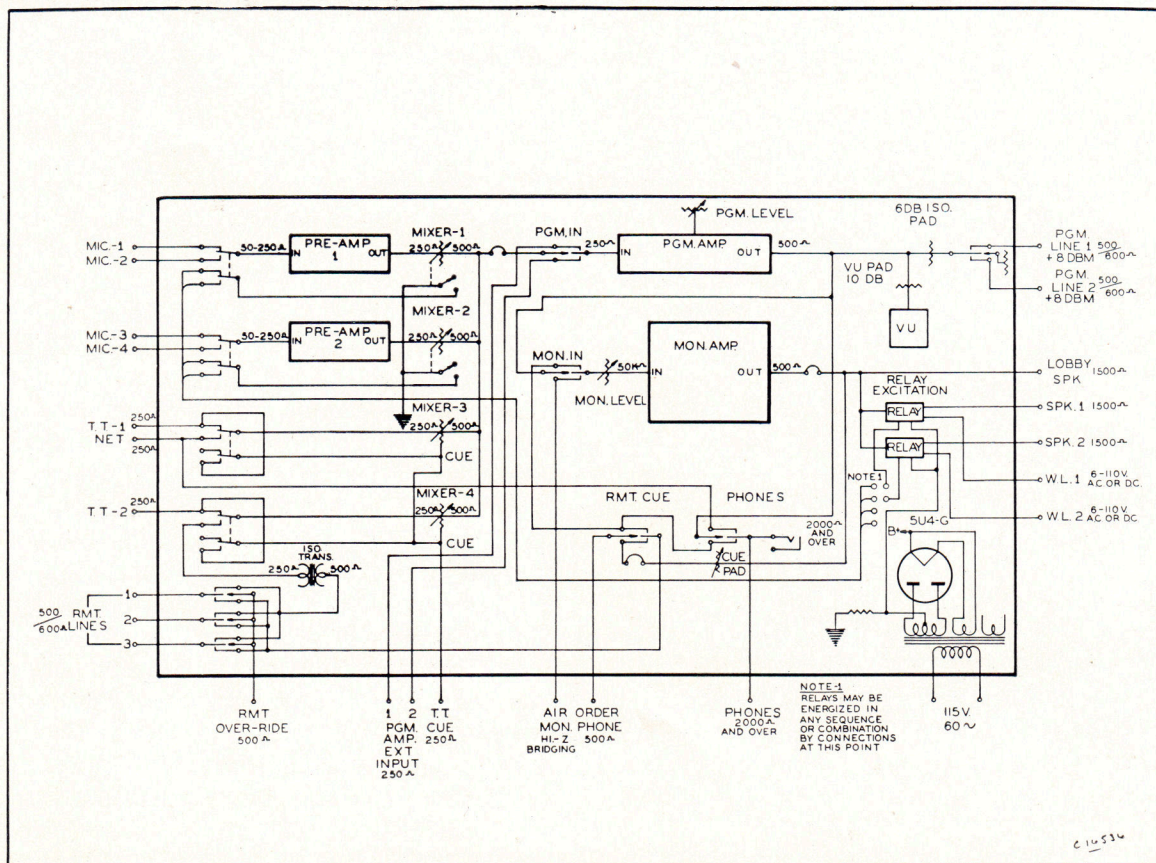 MIC.-1
MIC.-2
50-250Ω
IN
PRE-AMP
1
OUT
MIXER-1
250Ω
500Ω
PGM.IN
250Ω
IN
PGM. LEVEL
PGM.AMP.
OUT
500Ω
6DB ISO.
PAD
VU PAD
10 DB
VU
PGM.
LINE 1
+8 DBM
500/600Ω
PGM.
LINE 2
+8 DBM
500/600Ω
MIC.-3
MIC.-4
50-250Ω
IN
PRE-AMP
2
OUT
MIXER-2
250Ω
500Ω
MON.IN
50K
MON.LEVEL
IN
MON.AMP.
OUT
500Ω
LOBBY
SPK
1500Ω
RELAY
EXCITATION
RELAY
SPK.1
1500Ω
RELAY
SPK.2
1500Ω
250Ω
T.T-1
NET
250Ω
MIXER-3
250Ω
500Ω
CUE
NOTE 1
W.L.1
6-110V.
AC OR DC.
W.L.2
6-110V.
AC OR DC
250Ω
T.T-2
MIXER-4
250Ω
500Ω
CUE
RMT. CUE
PHONES
2000Ω
AND
OVER
CUE
PAD
B+
5U4-G
ISO.
TRANS.
250Ω
500Ω
500/600Ω
RMT.
LINES
1
2
3
RMT
OVER-RIDE
500Ω
1
2
PGM.
AMP.
EXT
INPUT
250Ω
T.T.
CUE
250Ω
AIR
MON.
HI-Z
BRIDGING
ORDER
PHONE
500Ω
PHONES
2000Ω
AND OVER
NOTE-1
RELAYS MAY BE
ENERGIZED IN
ANY SEQUENCE
OR COMBINATION
BY CONNECTIONS
AT THIS POINT
115V.
60~
C 10536